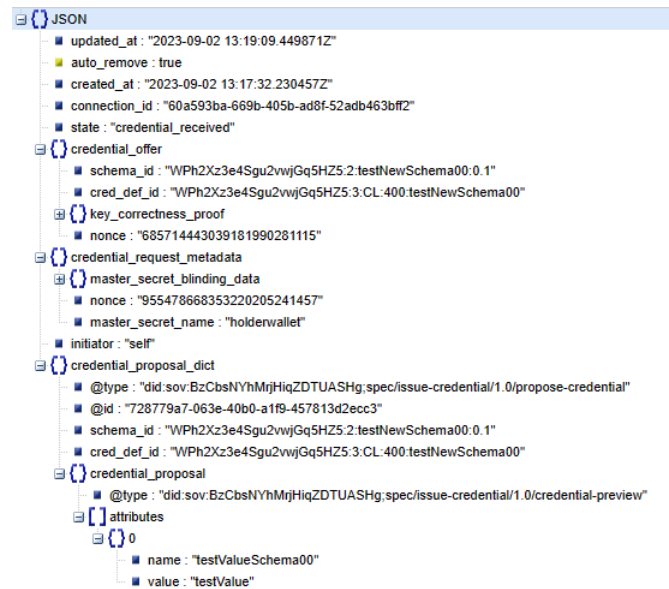 JSON
updated_at : "2023-09-02 13:19:09.449871Z"
auto_remove : true
created_at : "2023-09-02 13:17:32.230457Z"
connection_id : "60a593ba-669b-405b-ad8f-52adb463bff2"
state : "credential_received"
credential_offer
schema_id : "WPh2Xz3e4Sgu2vwjGq5HZ5:2:testNewSchema00:0.1"
cred_def_id : "WPh2Xz3e4Sgu2vwjGq5HZ5:3:CL:400:testNewSchema00"
key_correctness_proof
nonce : "685714443039181990281115"
credential_request_metadata
master_secret_blinding_data
nonce : "955478668353220205241457"
master_secret_name : "holderwallet"
initiator : "self"
credential_proposal_dict
@type : "did:sov:BzCbsNYhMrjHiqZDTUASHg;spec/issue-credential/1.0/propose-credential"
@id : "728779a7-063e-40b0-a1f9-457813d2ecc3"
schema_id : "WPh2Xz3e4Sgu2vwjGq5HZ5:2:testNewSchema00:0.1"
cred_def_id : "WPh2Xz3e4Sgu2vwjGq5HZ5:3:CL:400:testNewSchema00"
credential_proposal
@type : "did:sov:BzCbsNYhMrjHiqZDTUASHg;spec/issue-credential/1.0/credential-preview"
attributes
0
name : "testValueSchema00"
value : "testValue"